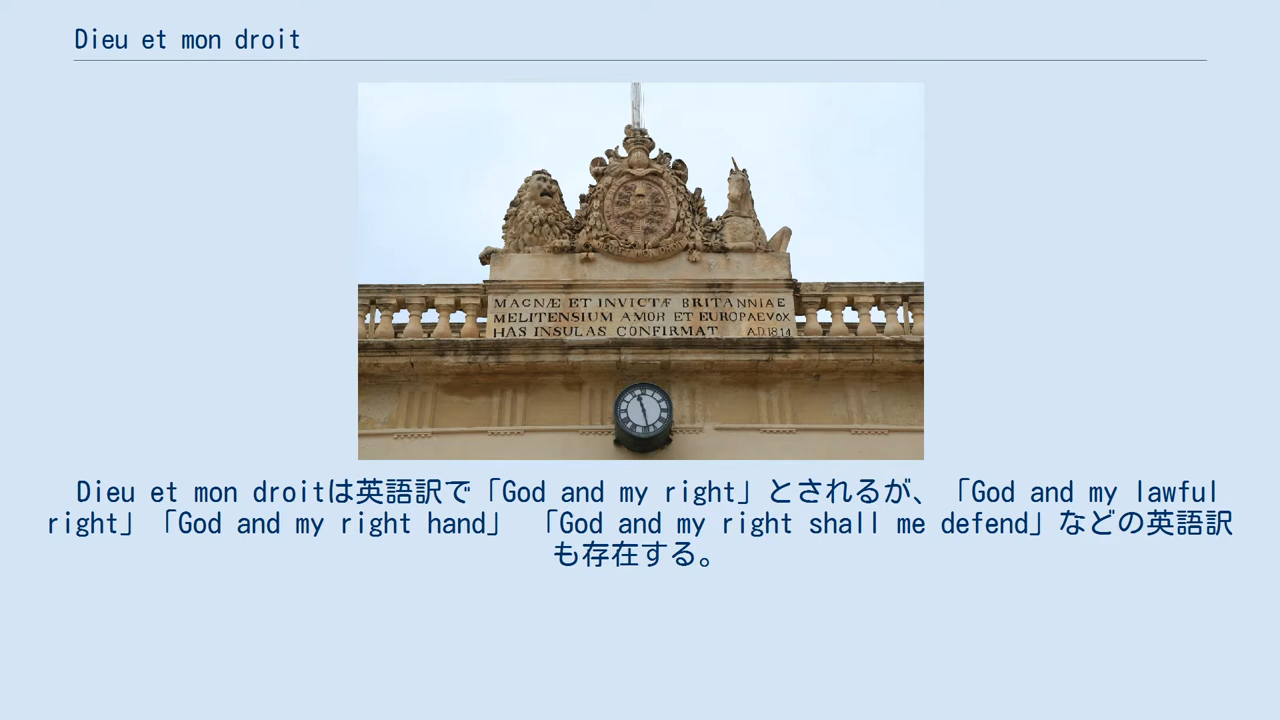 Dieu et mon droit
MAGNÆ ET INVICTÆ BRITANNIAE
MELITENSIUM AMOR ET EUROPAE VOX
HAS INSULAS CONFIRMAT A.D.1814
Dieu et mon droitは英語訳で「God and my right」とされるが、「God and my lawful
right」「God and my right hand」 「God and my right shall me defend」などの英語訳
も存在する。